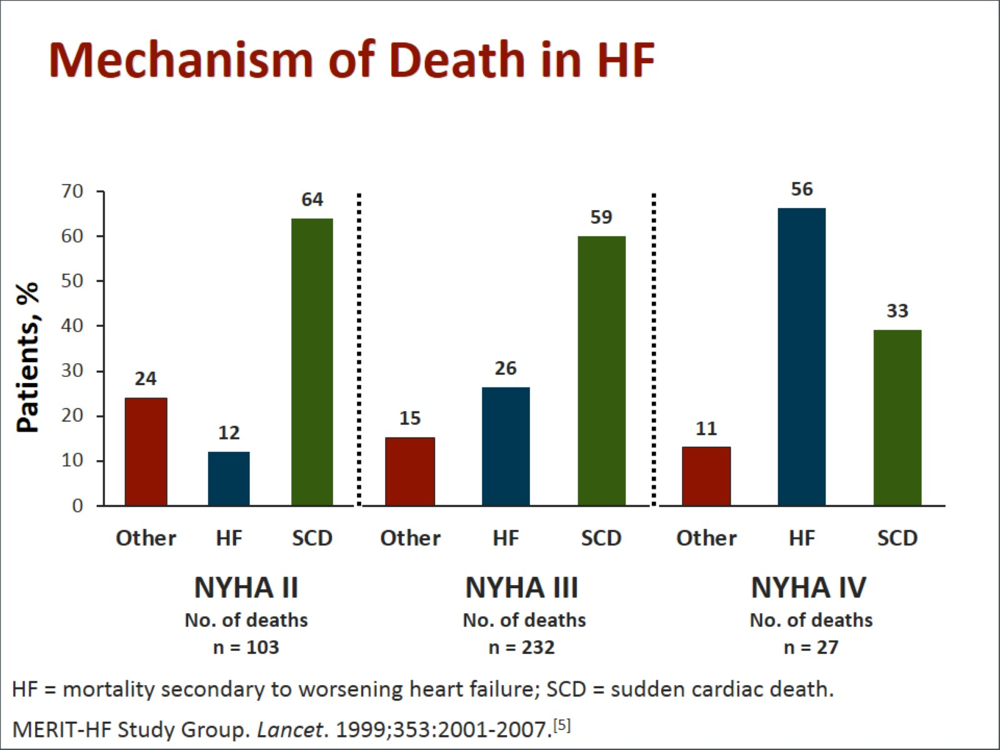 Mechanism of Death in HF
Patients, %
70
60
50
40
30
20
10
0
24
12
64
15
26
59
11
56
33
Other HF SCD Other HF SCD Other HF SCD
NYHA II NYHA III NYHA IV
No. of deaths No. of deaths No. of deaths
n = 103 n = 232 n = 27
HF = mortality secondary to worsening heart failure; SCD = sudden cardiac death.
MERIT-HF Study Group. Lancet. 1999;353:2001-2007.[5]